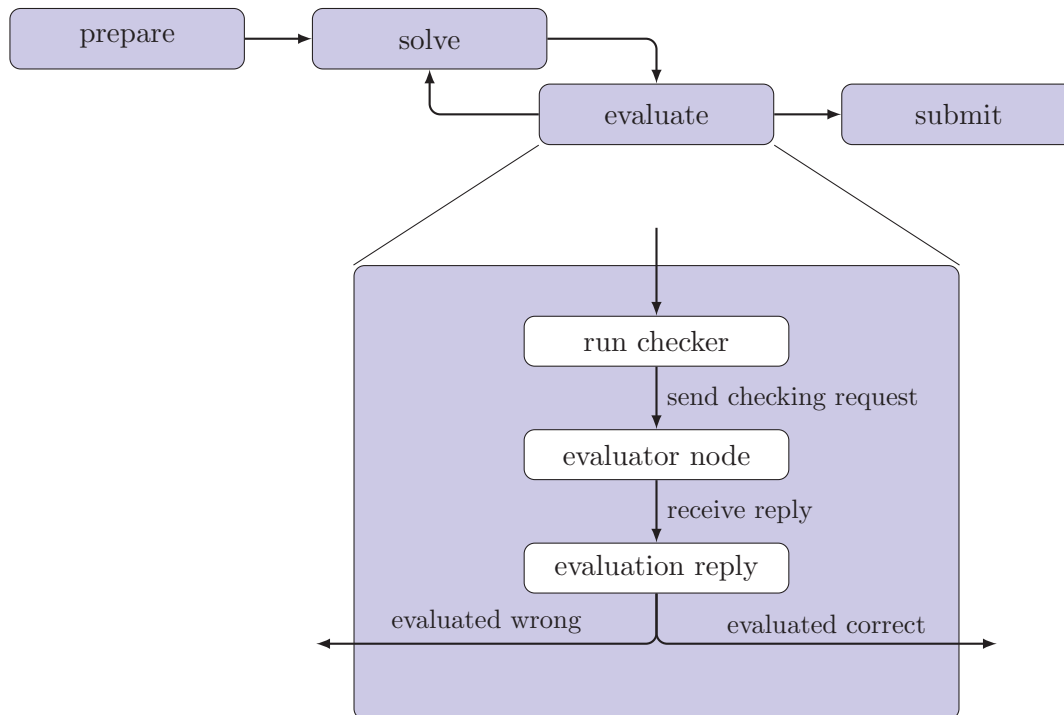 prepare
solve
evaluate
submit
run checker
send checking request
evaluator node
receive reply
evaluation reply
evaluated wrong
evaluated correct